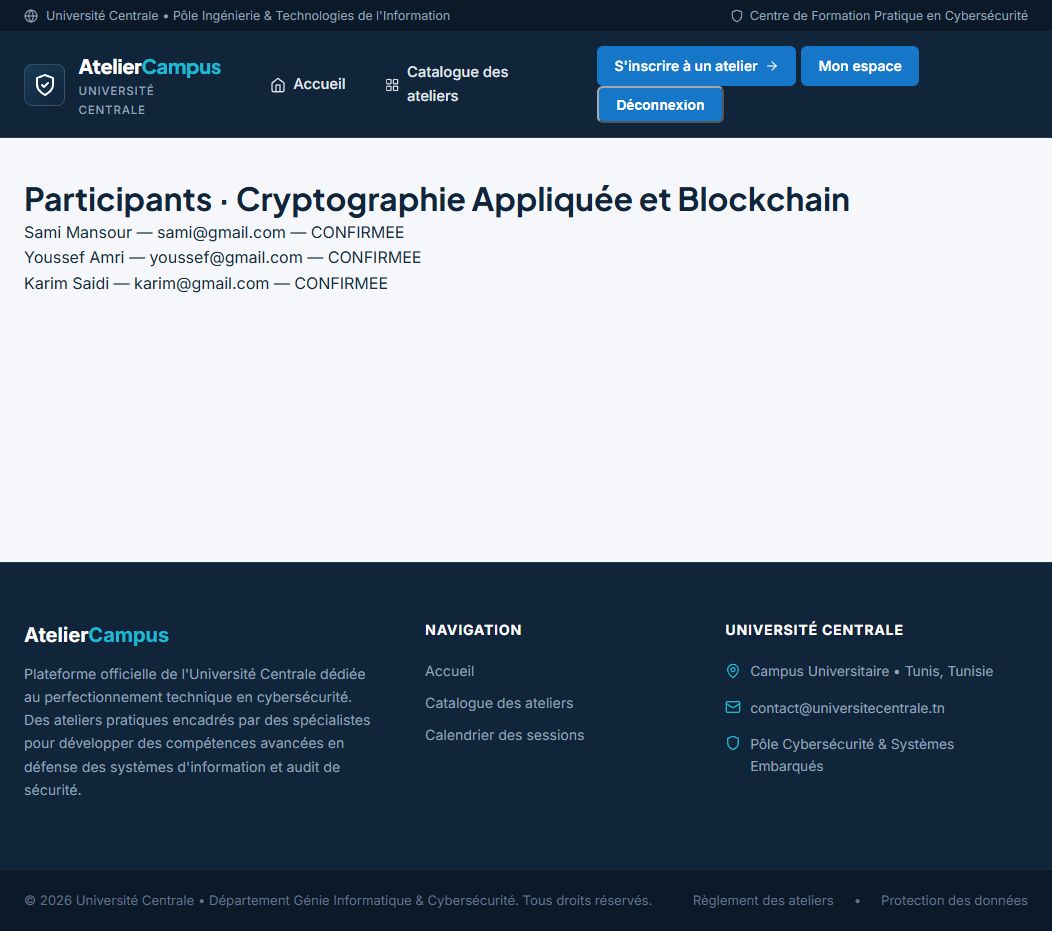 Université Centrale • Pôle Ingénierie & Technologies de l'Information
Centre de Formation Pratique en Cybersécurité
AtelierCampus
UNIVERSITÉ
CENTRALE
Accueil
Catalogue des
ateliers
S'inscrire à un atelier →
Mon espace
Déconnexion
Participants · Cryptographie Appliquée et Blockchain
Sami Mansour — sami@gmail.com — CONFIRMEE
Youssef Amri — youssef@gmail.com — CONFIRMEE
Karim Saidi — karim@gmail.com — CONFIRMEE
AtelierCampus
Plateforme officielle de l'Université Centrale dédiée
au perfectionnement technique en cybersécurité.
Des ateliers pratiques encadrés par des spécialistes
pour développer des compétences avancées en
défense des systèmes d'information et audit de
sécurité.
NAVIGATION
Accueil
Catalogue des ateliers
Calendrier des sessions
UNIVERSITÉ CENTRALE
Campus Universitaire • Tunis, Tunisie
contact@universitecentrale.tn
Pôle Cybersécurité & Systèmes
Embarqués
© 2026 Université Centrale • Département Génie Informatique & Cybersécurité. Tous droits réservés.
Règlement des ateliers • Protection des données